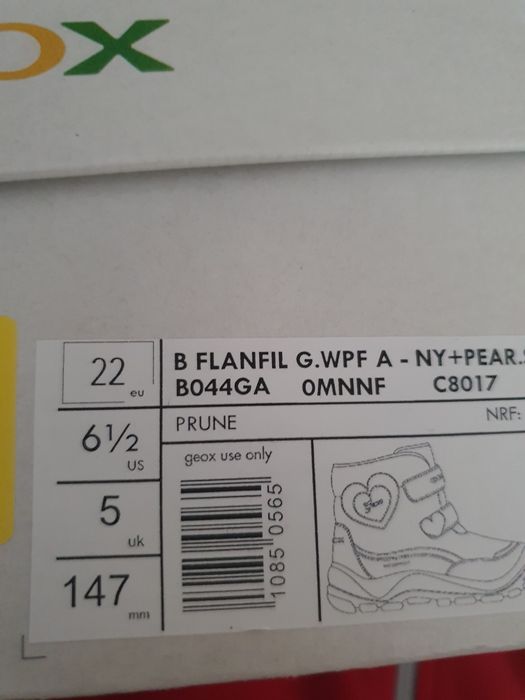 OX
22 eu
B FLANFIL G.WPF A - NY+PEAR.
B044GA 0MNNF C8017
6½ US
PRUNE NRF:
geox use only
5 uk
1085 0565
147 mm